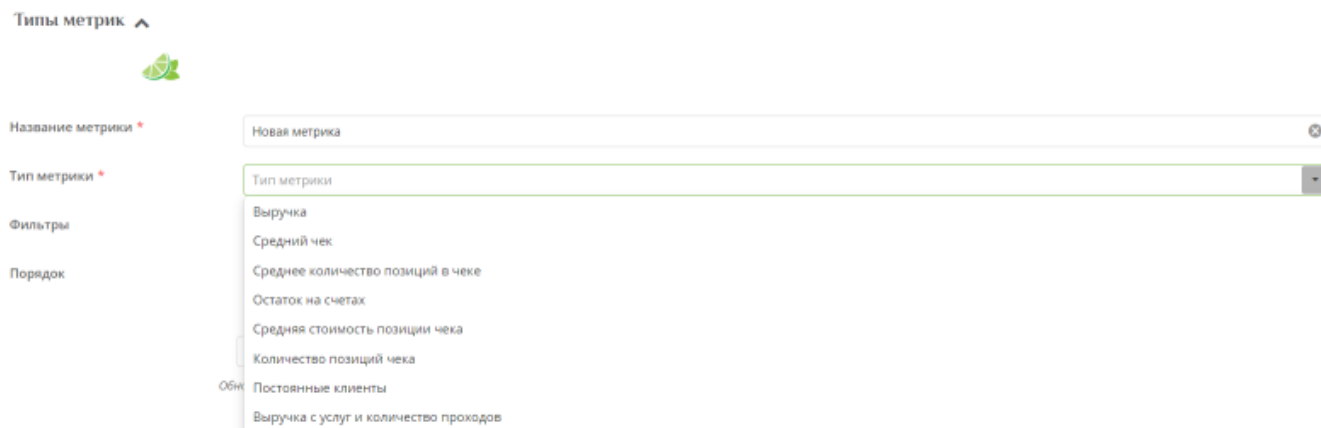 Типы метрик
Название метрики *
Новая метрика
Тип метрики *
Тип метрики
Фильтры
Порядок
Выручка
Средний чек
Среднее количество позиций в чеке
Остаток на счетах
Средняя стоимость позиции чека
Количество позиций чека
Постоянные клиенты
Выручка с услуг и количество проходов